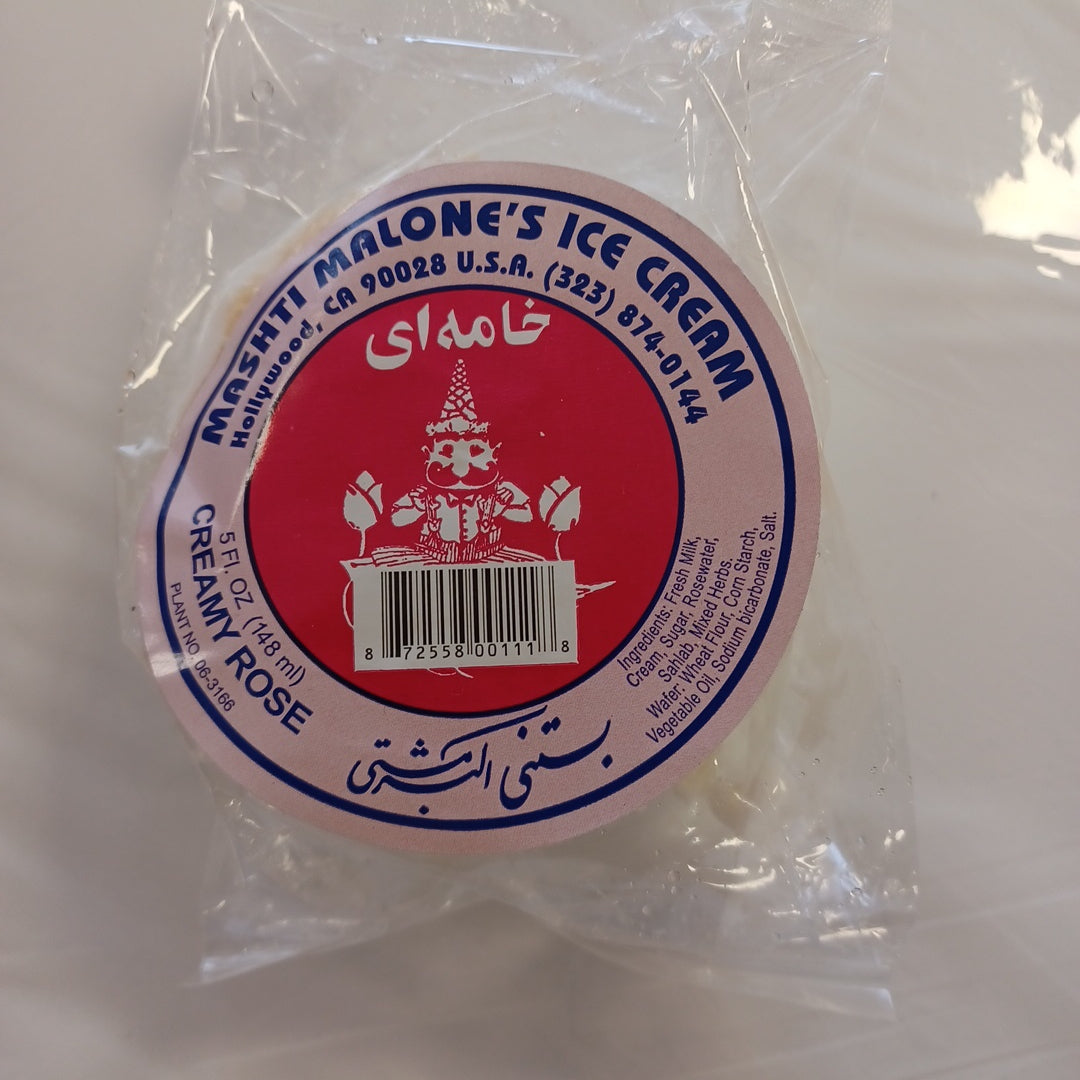 MASHTI MALONE'S ICE CREAM
Hollywood, CA 90028 U.S.A. (323) 874-0144
خامه‌ای
5 Fl. OZ (148 ml)
CREAMY ROSE
PLANT NO. 06-3166
8 72558 00111 8
Ingredients: Fresh Milk,
Cream, Sugar, Rosewater,
Sahlab, Mixed Herbs.
Wafer: Wheat Flour, Corn Starch,
Vegetable Oil, Sodium bicarbonate, Salt.
بستنی اکبر مشتی